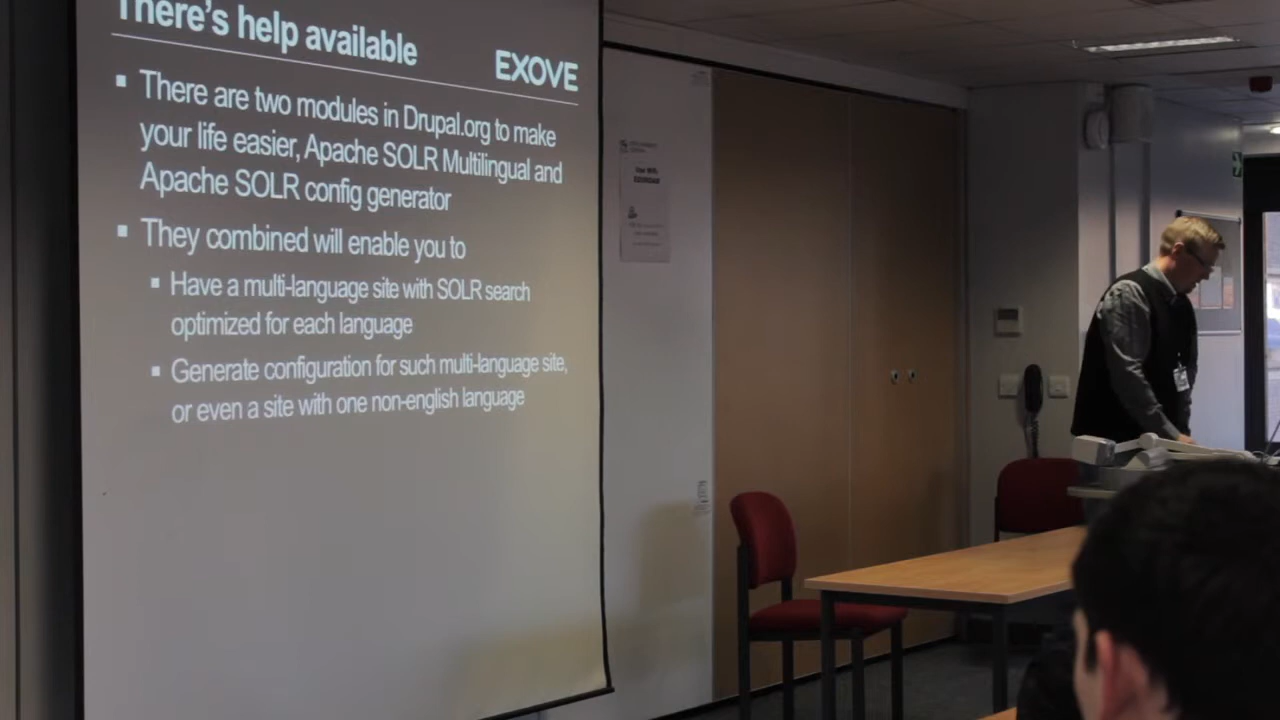 There's help available
EXOVE
There are two modules in Drupal.org to make
your life easier, Apache SOLR Multilingual and
Apache SOLR config generator
They combined will enable you to
Have a multi-language site with SOLR search
optimized for each language
Generate configuration for such multi-language site,
or even a site with one non-english language